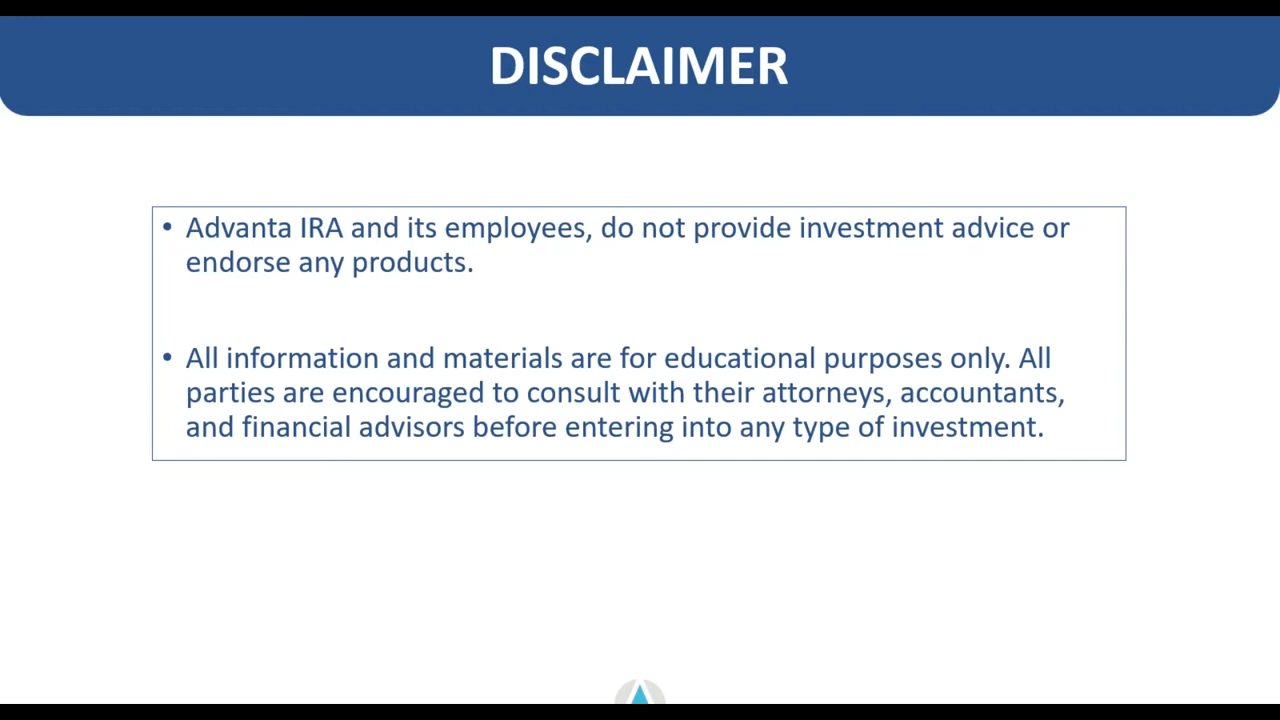 DISCLAIMER
• Advanta IRA and its employees, do not provide investment advice or
endorse any products.
• All information and materials are for educational purposes only. All
parties are encouraged to consult with their attorneys, accountants,
and financial advisors before entering into any type of investment.